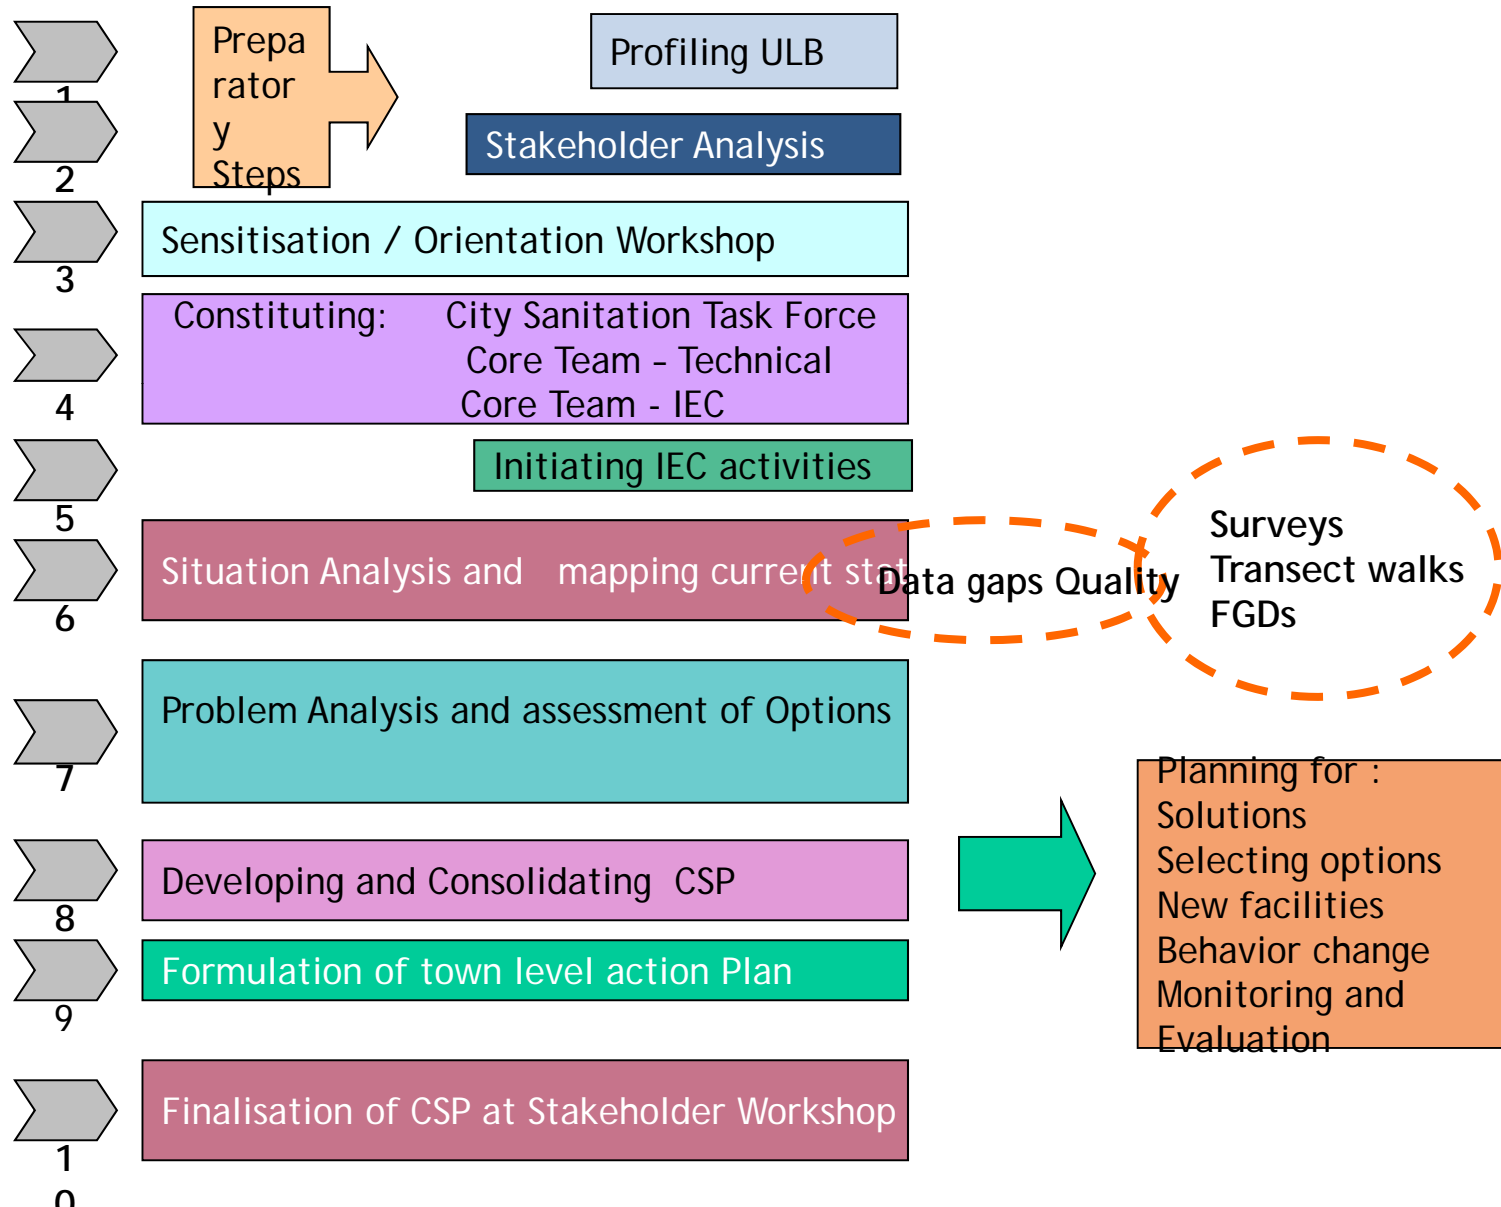 1
Prepa
rator
y
Steps
Profiling ULB
2
Stakeholder Analysis
3
Sensitisation / Orientation Workshop
4
Constituting: City Sanitation Task Force
Core Team – Technical
Core Team - IEC
5
Initiating IEC activities
6
Situation Analysis and mapping current stat
Data gaps Quality
Surveys
Transect walks
FGDs
7
Problem Analysis and assessment of Options
8
Developing and Consolidating CSP
Planning for :
Solutions
Selecting options
New facilities
Behavior change
Monitoring and
Evaluation
9
Formulation of town level action Plan
1
0
Finalisation of CSP at Stakeholder Workshop